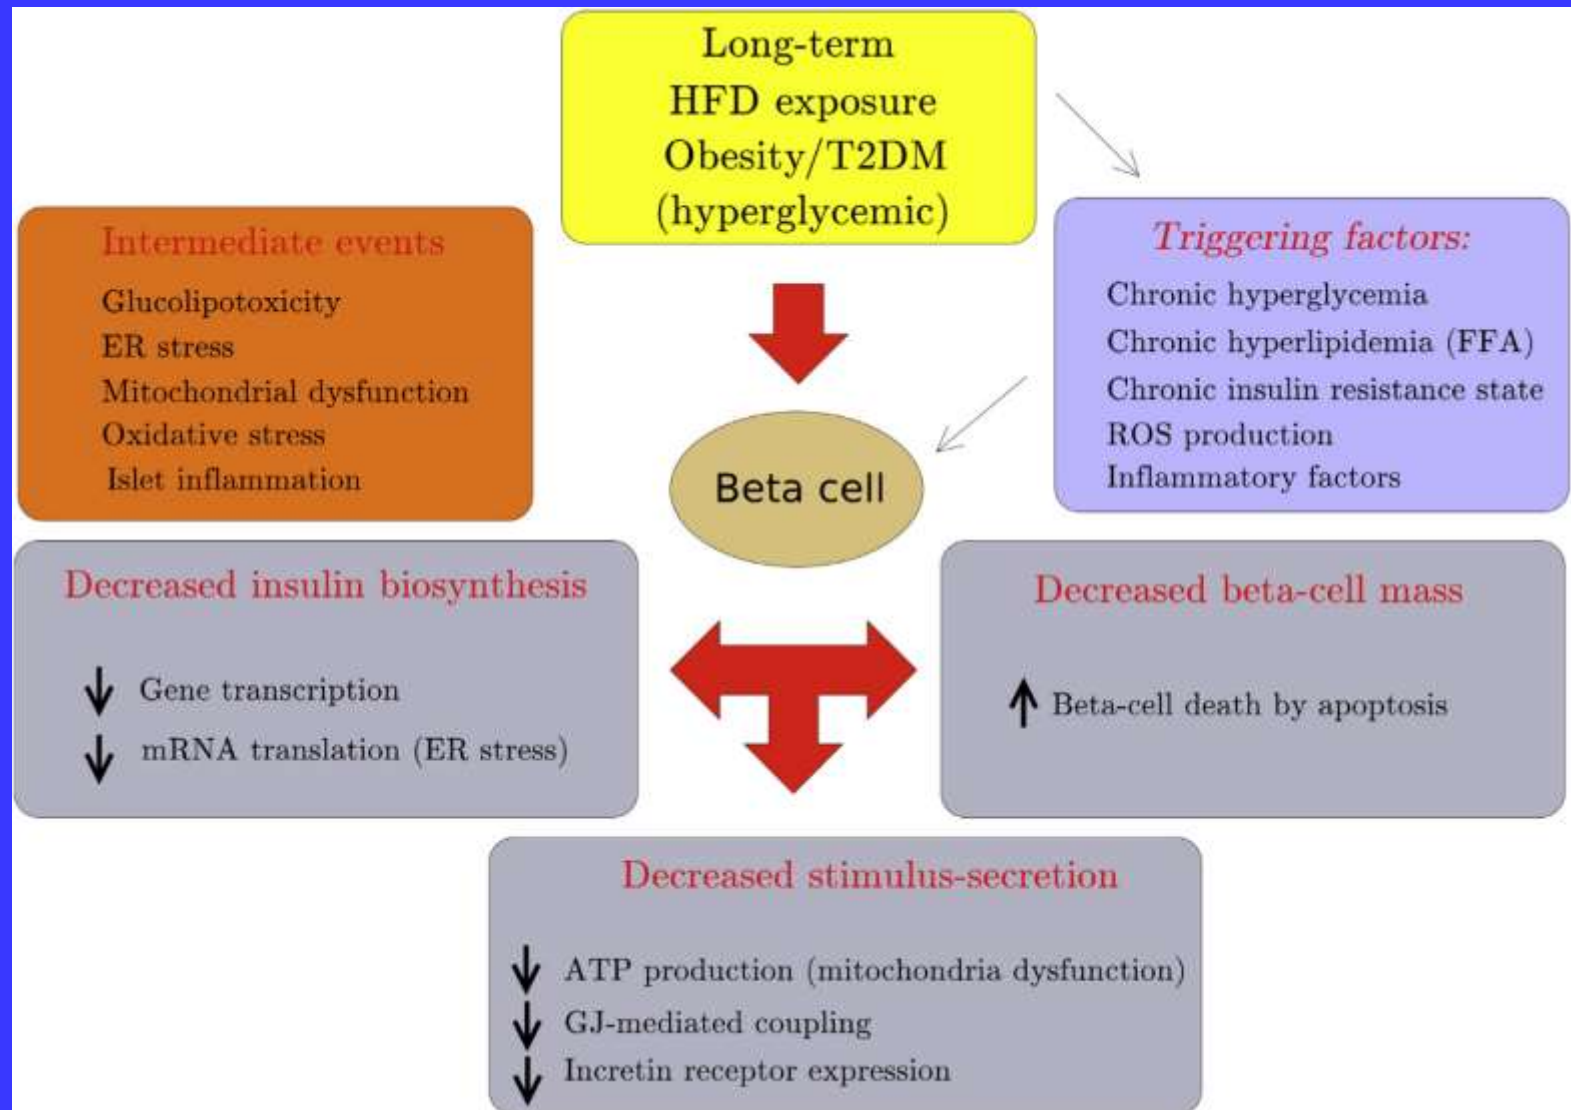 Long-term
HFD exposure
Obesity/T2DM
(hyperglycemic)
Intermediate events
Glucolipotoxicity
ER stress
Mitochondrial dysfunction
Oxidative stress
Islet inflammation
Triggering factors:
Chronic hyperglycemia
Chronic hyperlipidemia (FFA)
Chronic insulin resistance state
ROS production
Inflammatory factors
Beta cell
Decreased insulin biosynthesis
↓ Gene transcription
↓ mRNA translation (ER stress)
Decreased beta-cell mass
↑ Beta-cell death by apoptosis
Decreased stimulus-secretion
↓ ATP production (mitochondria dysfunction)
↓ GJ-mediated coupling
↓ Incretin receptor expression